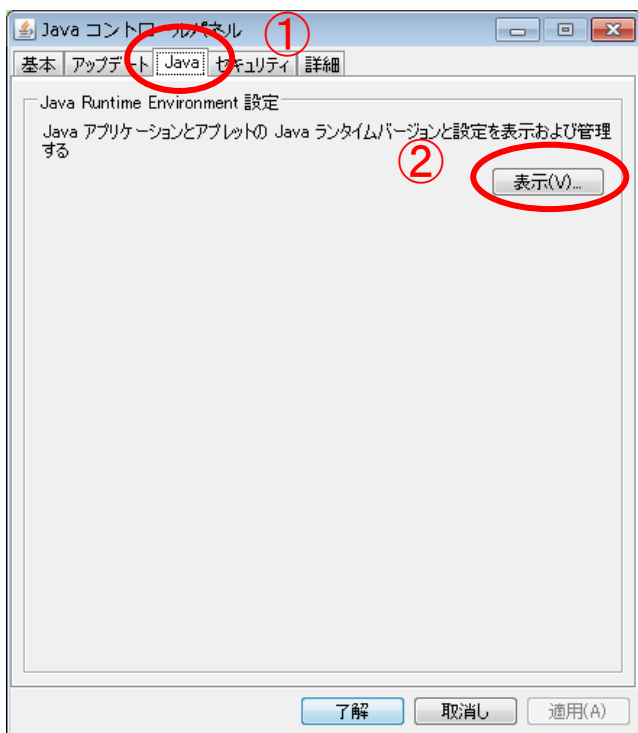 Java コントロールパネル
①
基本 アップデート Java セキュリティ 詳細
Java Runtime Environment 設定
Java アプリケーションとアプレットの Java ランタイムバージョンと設定を表示および管理
する
②
表示(V)...
了解 取消し 適用(A)